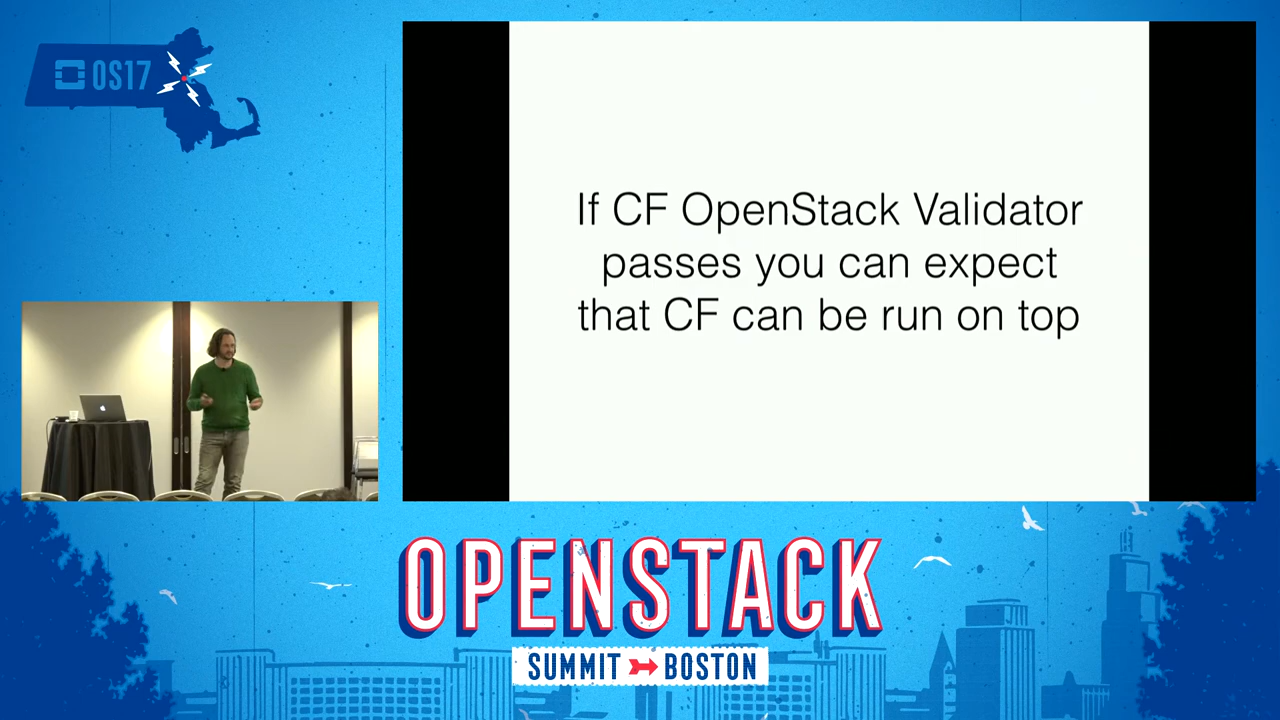 OS17
If CF OpenStack Validator
passes you can expect
that CF can be run on top
OPENSTACK
SUMMIT BOSTON